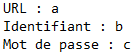 URL : a
Identifiant : b
Mot de passe : c